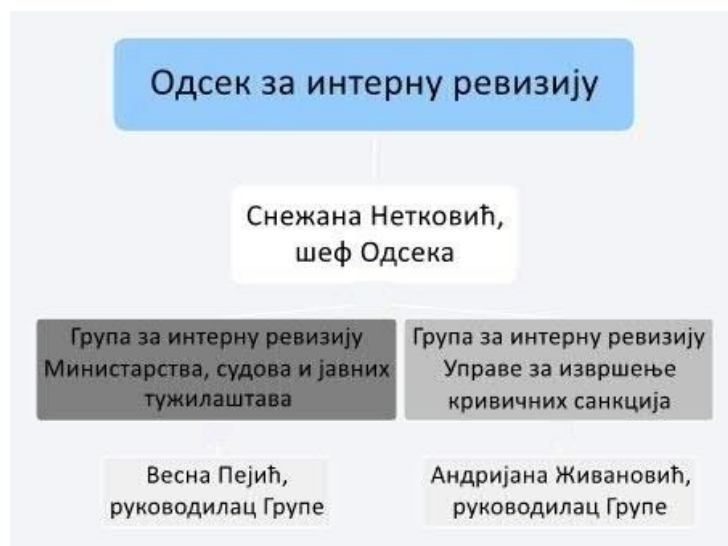 Одсек за интерну ревизију
Снежана Нетковић,
шеф Одсека
Група за интерну ревизију
Министарства, судова и јавних
тужилаштава
Група за интерну ревизију
Управе за извршење
кривичних санкција
Весна Пејић,
руководилац Групе
Андријана Живановић,
руководилац Групе